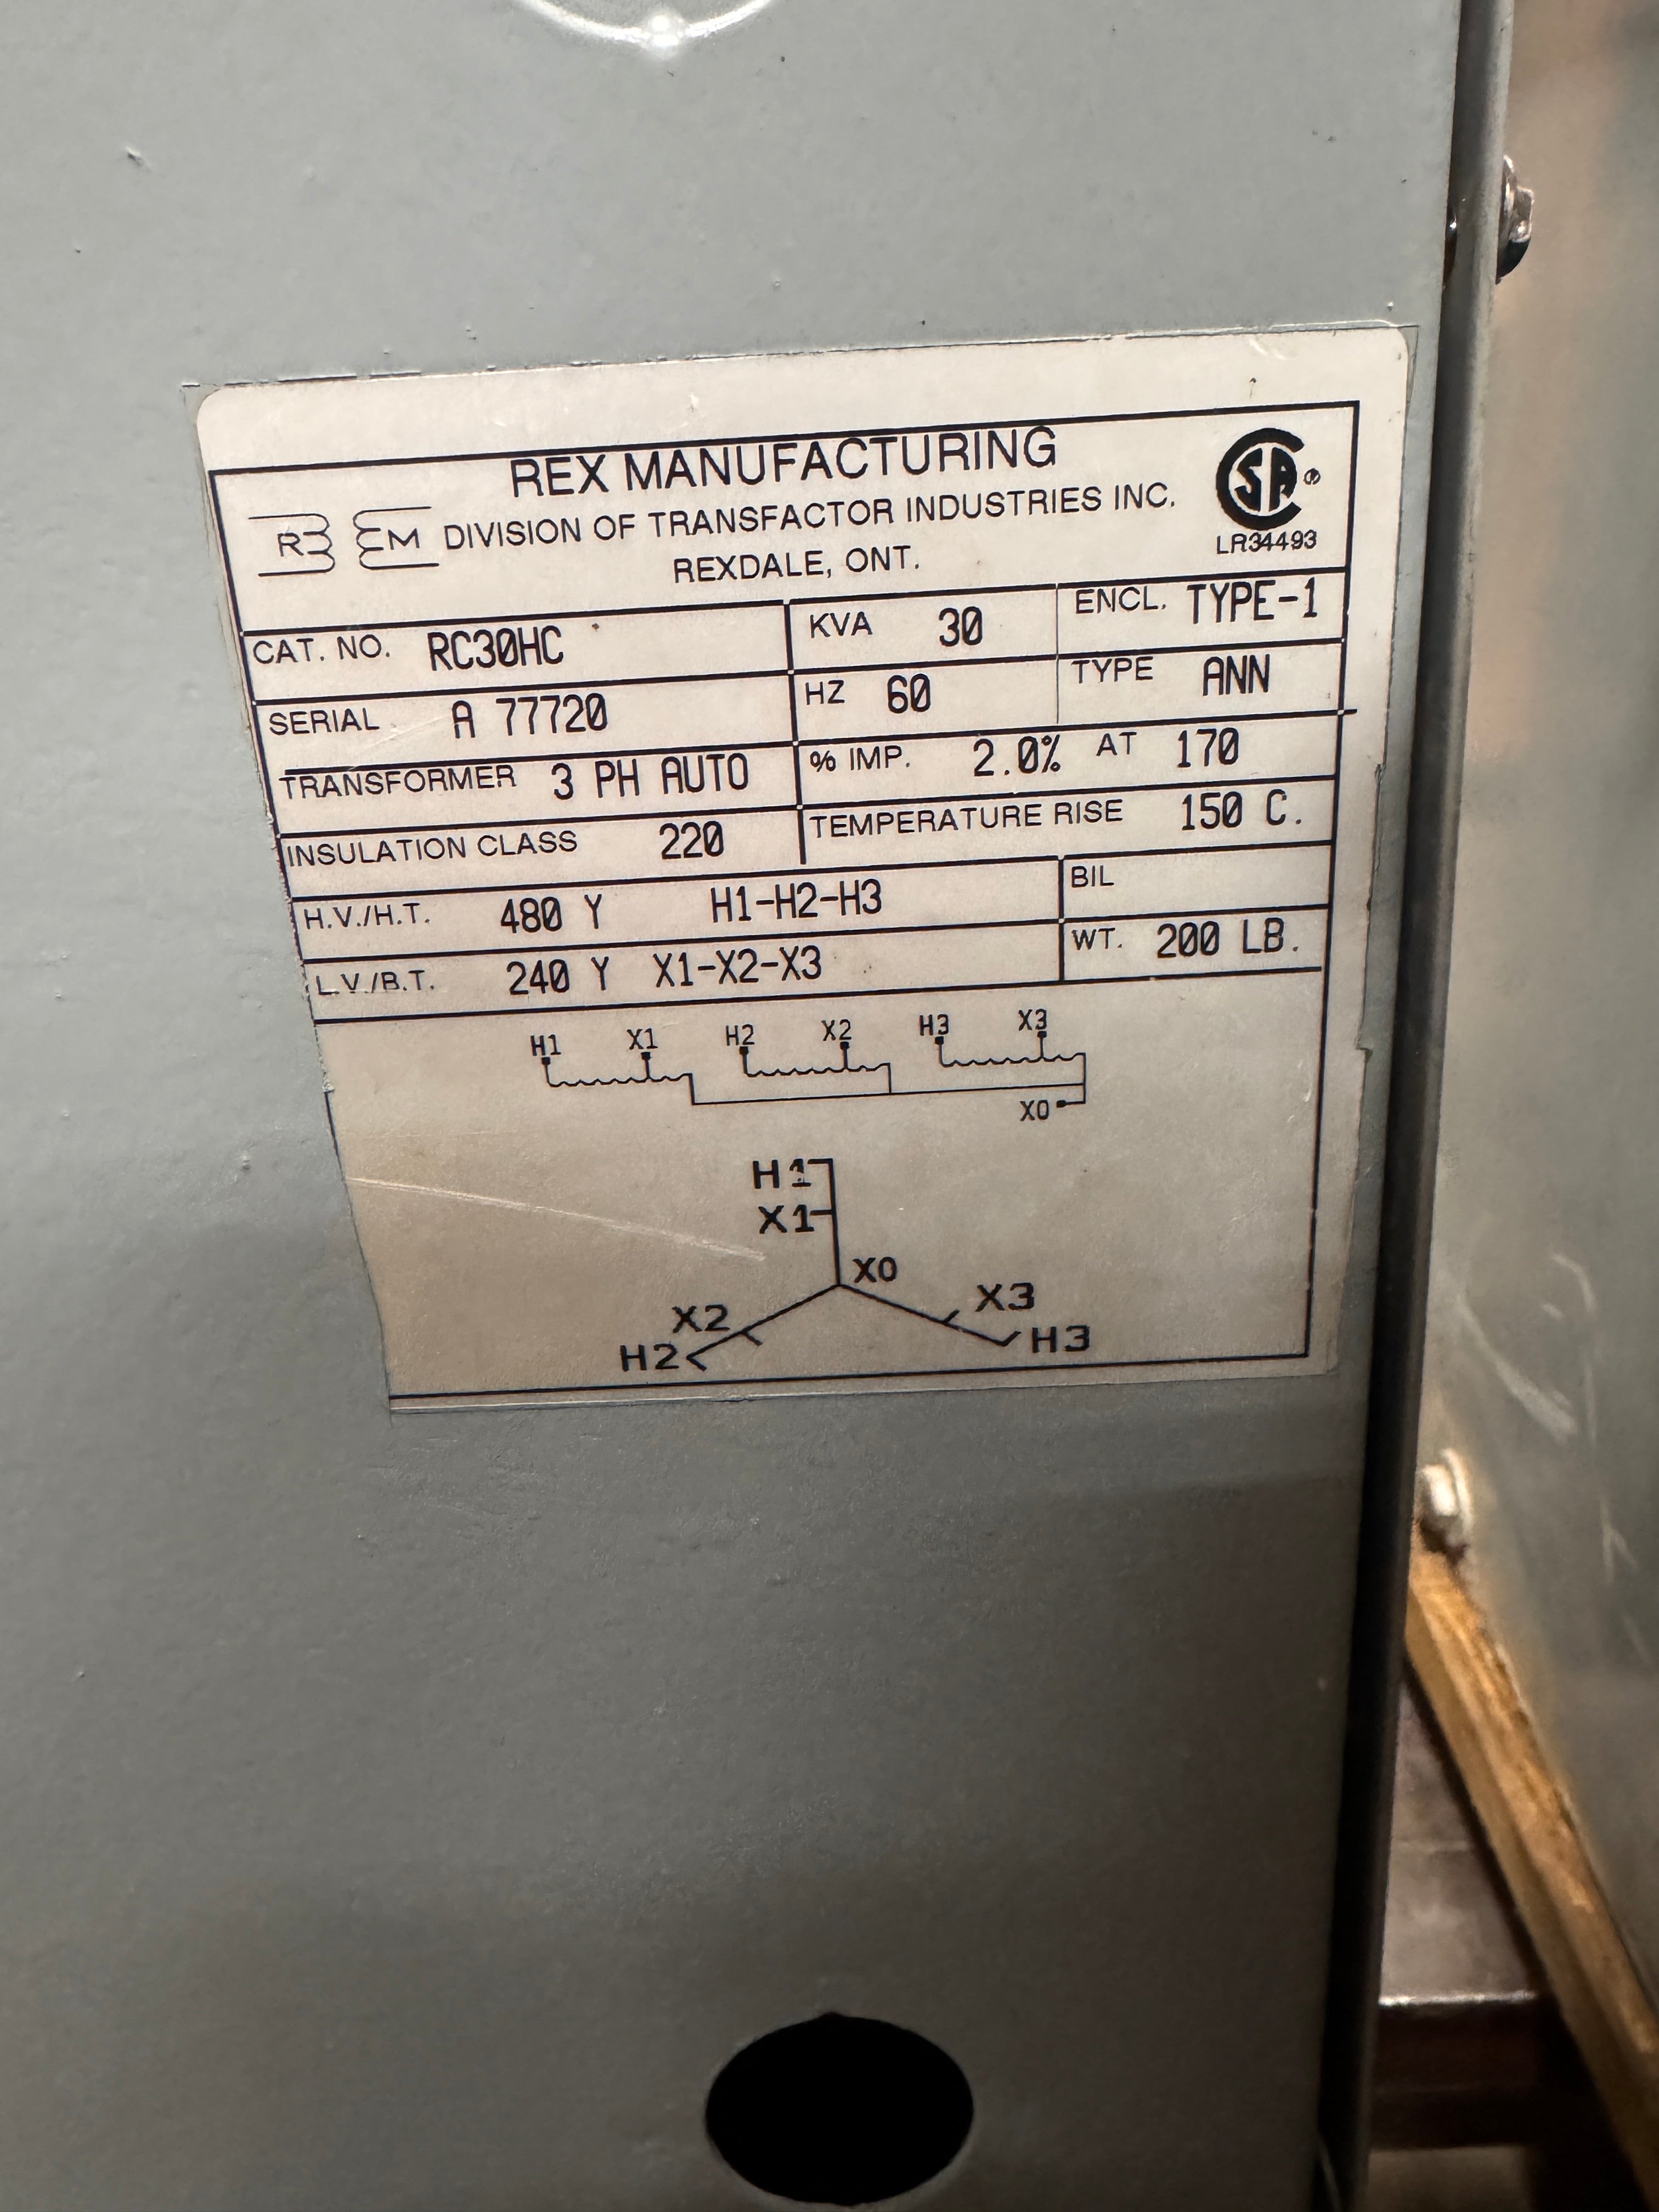 REX MANUFACTURING
R EM DIVISION OF TRANSFACTOR INDUSTRIES INC.
REXDALE, ONT.
SA ®
LR34493
CAT. NO. RC30HC KVA 30 ENCL. TYPE-1
SERIAL A 77720 HZ 60 TYPE ANN
TRANSFORMER 3 PH AUTO % IMP. 2.0% AT 170
INSULATION CLASS 220 TEMPERATURE RISE 150 C.
H.V./H.T. 480 Y H1-H2-H3 BIL
L.V./B.T. 240 Y X1-X2-X3 WT. 200 LB.
H1 X1 H2 X2 H3 X3
X0
H1
X1
X0
X2 X3
H2 H3